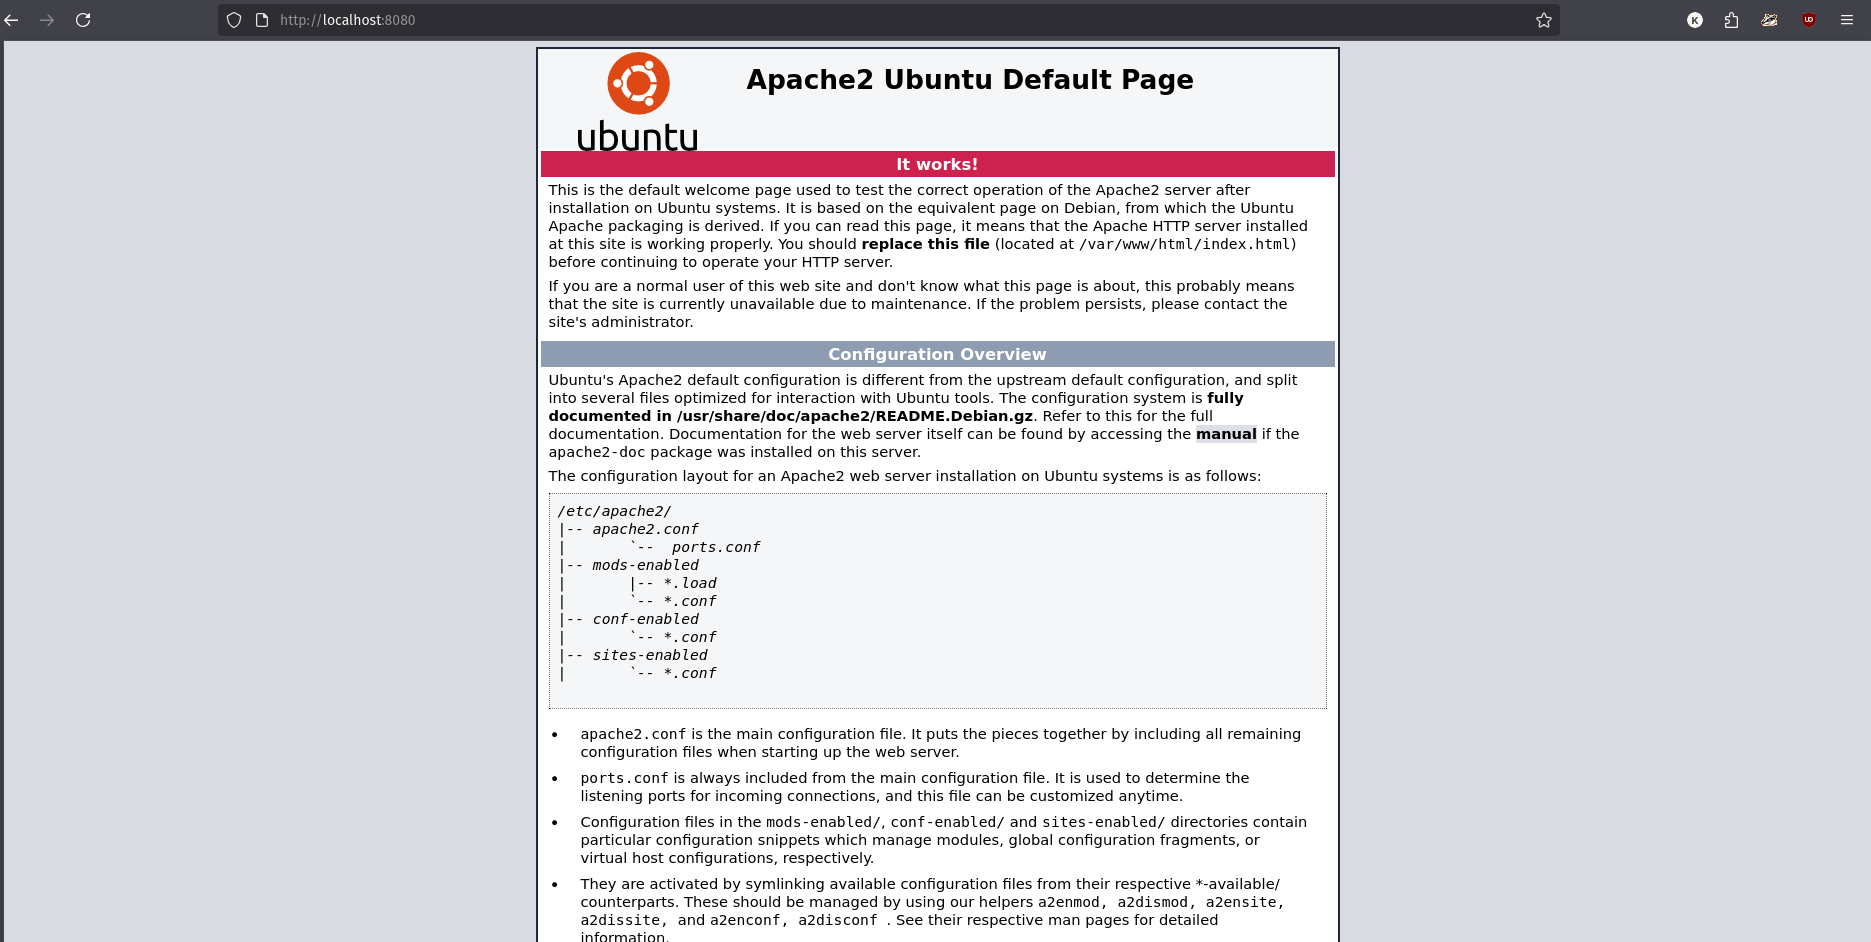 http://localhost:8080
K
UO
ubuntu
Apache2 Ubuntu Default Page
It works!
This is the default welcome page used to test the correct operation of the Apache2 server after
installation on Ubuntu systems. It is based on the equivalent page on Debian, from which the Ubuntu
Apache packaging is derived. If you can read this page, it means that the Apache HTTP server installed
at this site is working properly. You should replace this file (located at /var/www/html/index.html)
before continuing to operate your HTTP server.
If you are a normal user of this web site and don't know what this page is about, this probably means
that the site is currently unavailable due to maintenance. If the problem persists, please contact the
site's administrator.
Configuration Overview
Ubuntu's Apache2 default configuration is different from the upstream default configuration, and split
into several files optimized for interaction with Ubuntu tools. The configuration system is fully
documented in /usr/share/doc/apache2/README.Debian.gz. Refer to this for the full
documentation. Documentation for the web server itself can be found by accessing the manual if the
apache2-doc package was installed on this server.
The configuration layout for an Apache2 web server installation on Ubuntu systems is as follows:
/etc/apache2/
|-- apache2.conf
|       `--  ports.conf
|-- mods-enabled
|       |-- *.load
|       `-- *.conf
|-- conf-enabled
|       `-- *.conf
|-- sites-enabled
|       `-- *.conf
• apache2.conf is the main configuration file. It puts the pieces together by including all remaining
configuration files when starting up the web server.
• ports.conf is always included from the main configuration file. It is used to determine the
listening ports for incoming connections, and this file can be customized anytime.
• Configuration files in the mods-enabled/, conf-enabled/ and sites-enabled/ directories contain
particular configuration snippets which manage modules, global configuration fragments, or
virtual host configurations, respectively.
• They are activated by symlinking available configuration files from their respective *-available/
counterparts. These should be managed by using our helpers a2enmod, a2dismod, a2ensite,
a2dissite, and a2enconf, a2disconf . See their respective man pages for detailed
information.